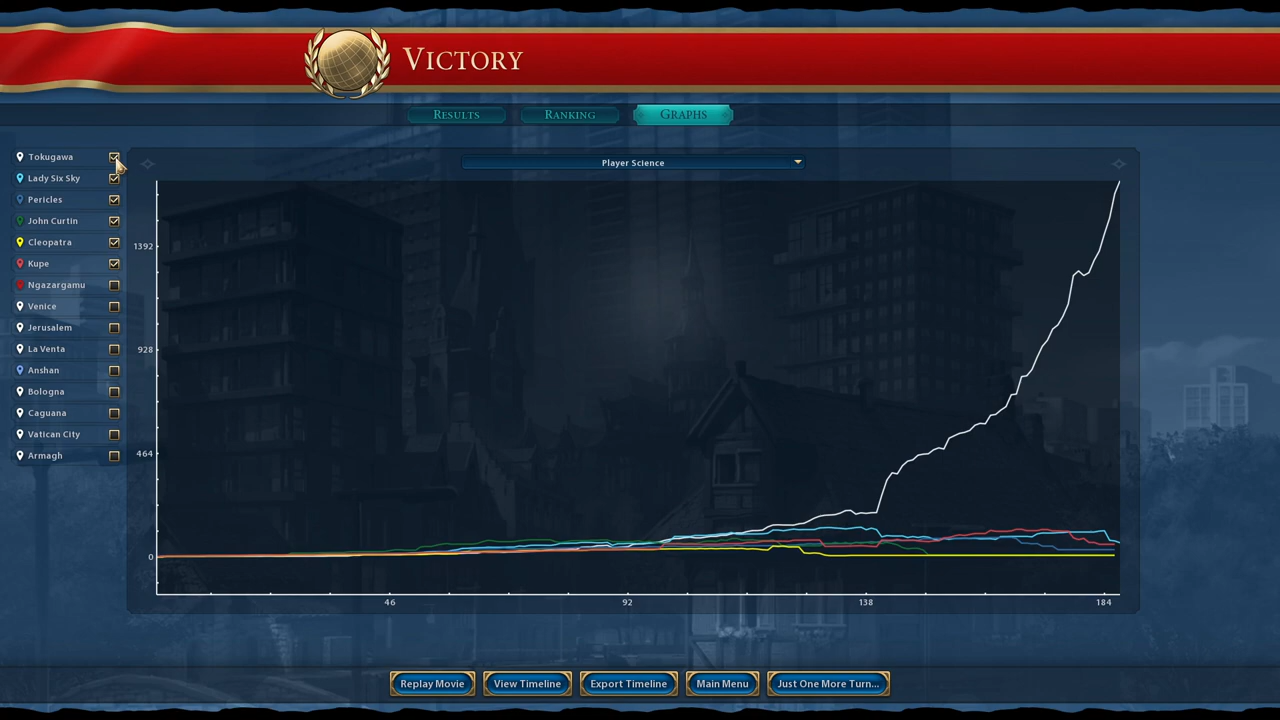 VICTORY
RESULTS
RANKING
GRAPHS
Tokugawa
Lady Six Sky
Pericles
John Curtin
Cleopatra
Kupe
Ngazargamu
Venice
Jerusalem
La Venta
Anshan
Bologna
Caguana
Vatican City
Armagh
Player Science
1392
928
464
0
46
92
138
184
Replay Movie
View Timeline
Export Timeline
Main Menu
Just One More Turn...